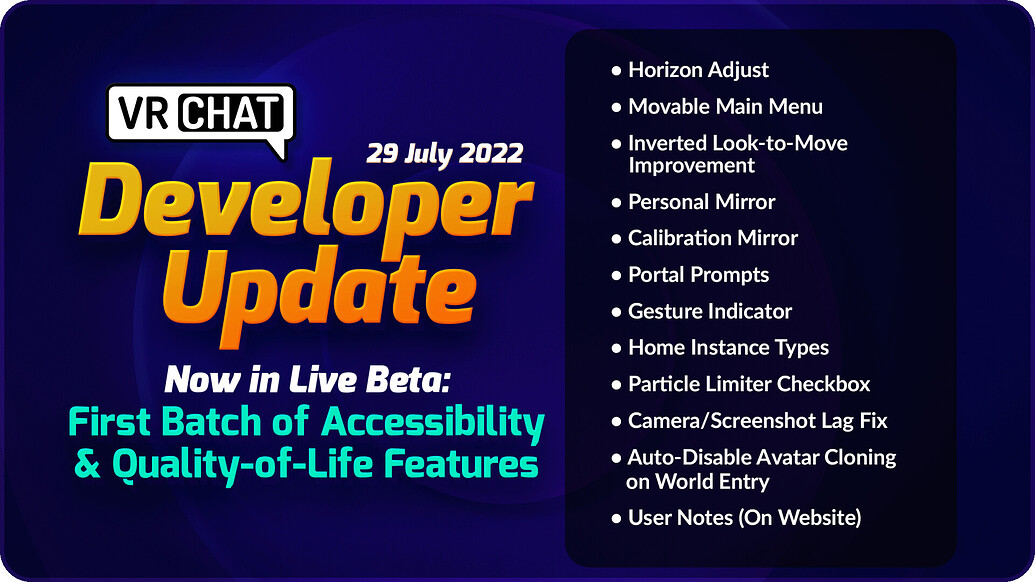 VRCHAT
29 July 2022
Developer
Update
Now in Live Beta:
First Batch of Accessibility
& Quality-of-Life Features
• Horizon Adjust
• Movable Main Menu
• Inverted Look-to-Move
Improvement
• Personal Mirror
• Calibration Mirror
• Portal Prompts
• Gesture Indicator
• Home Instance Types
• Particle Limiter Checkbox
• Camera/Screenshot Lag Fix
• Auto-Disable Avatar Cloning
on World Entry
• User Notes (On Website)